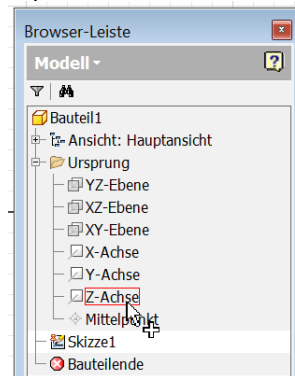 Browser-Leiste
Modell
Bauteil1
Ansicht: Hauptansicht
Ursprung
YZ-Ebene
XZ-Ebene
XY-Ebene
X-Achse
Y-Achse
Z-Achse
Mittelpunkt
Skizze1
Bauteilende